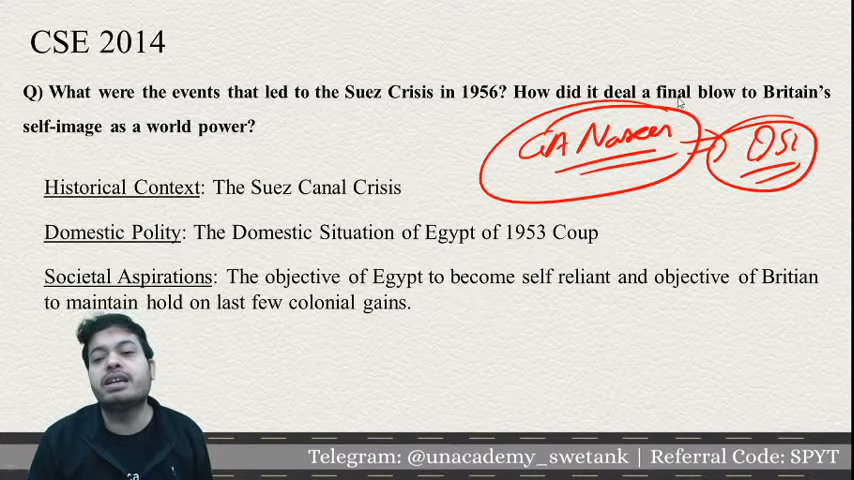 CSE 2014
Q) What were the events that led to the Suez Crisis in 1956? How did it deal a final blow to Britain's
self-image as a world power?
GA Nasser
Historical Context: The Suez Canal Crisis
Domestic Polity: The Domestic Situation of Egypt of 1953 Coup
Societal Aspirations: The objective of Egypt to become self reliant and objective of Britian
to maintain hold on last few colonial gains.
ca
Telegram: @unacademy_swetank | Referral Code: SPYT